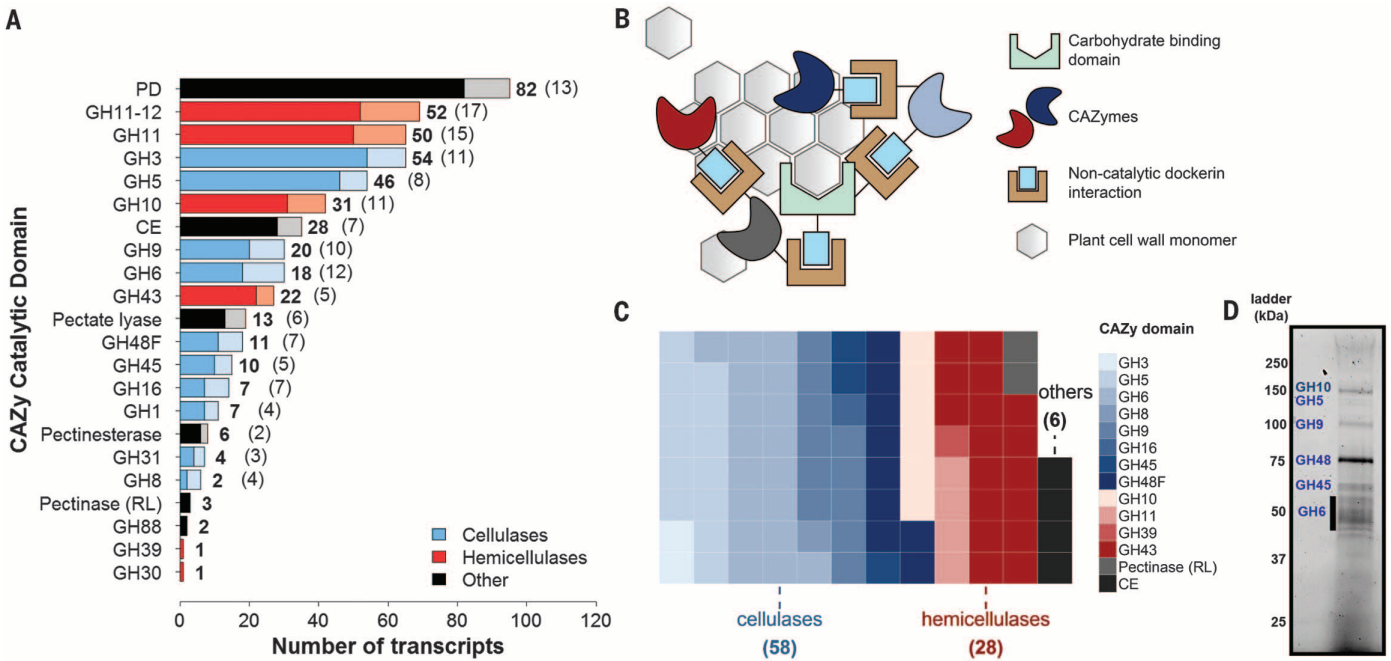 A
CAZy Catalytic Domain
PD
82 (13)
GH11-12
52 (17)
GH11
50 (15)
GH3
54 (11)
GH5
46 (8)
GH10
31 (11)
CE
28 (7)
GH9
20 (10)
GH6
18 (12)
GH43
22 (5)
Pectate lyase
13 (6)
GH48F
11 (7)
GH45
10 (5)
GH16
7 (7)
GH1
7 (4)
Pectinesterase
6 (2)
GH31
4 (3)
GH8
2 (4)
Pectinase (RL)
3
GH88
2
GH39
1
GH30
1
Cellulases
Hemicellulases
Other
0 20 40 60 80 100 120
Number of transcripts
B
Carbohydrate binding
domain
CAZymes
Non-catalytic dockerin
interaction
Plant cell wall monomer
C
others
(6)
cellulases
(58)
hemicellulases
(28)
CAZy domain
GH3
GH5
GH6
GH8
GH9
GH16
GH45
GH48F
GH10
GH11
GH39
GH43
Pectinase (RL)
CE
D
ladder
(kDa)
250
150
100
75
50
37
25
GH10
GH5
GH9
GH48
GH45
GH6